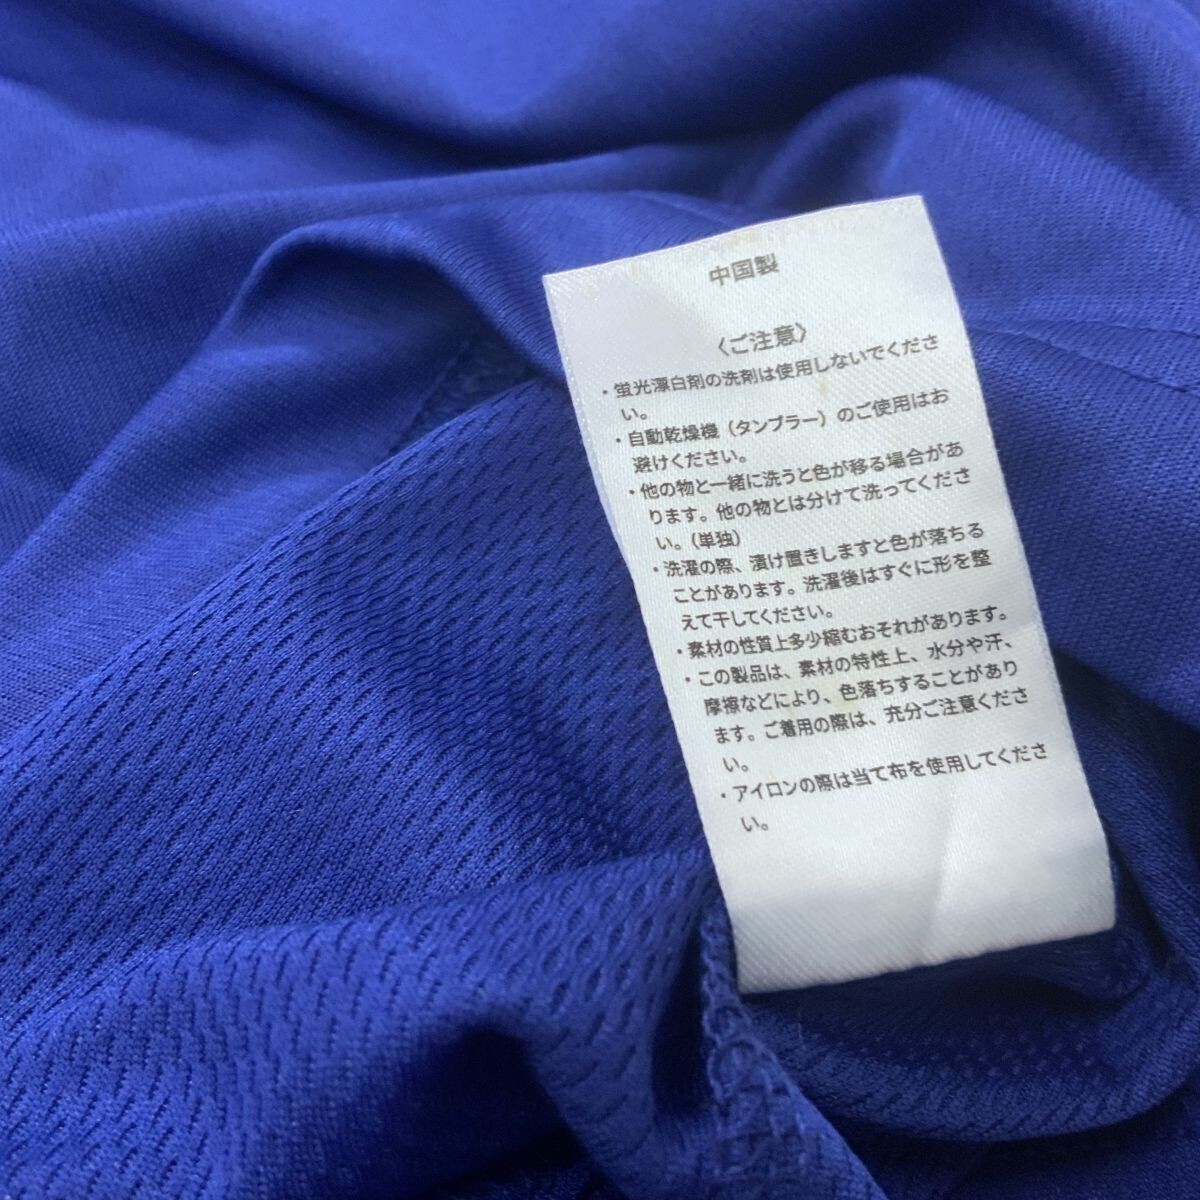 中国製
〈ご注意〉
・蛍光漂白剤の洗剤は使用しないでくださ
い。
・自動乾燥機（タンブラー）のご使用はお
避けください。
・他の物と一緒に洗うと色が移る場合があ
ります。他の物とは分けて洗ってくださ
い。（単独）
・洗濯の際、漬け置きしますと色が落ちる
ことがあります。洗濯後はすぐに形を整
えて干してください。
・素材の性質上多少縮むおそれがあります。
・この製品は、素材の特性上、水分や汗、
摩擦などにより、色落ちすることがあり
ます。ご着用の際は、充分ご注意くださ
い。
・アイロンの際は当て布を使用してくださ
い。